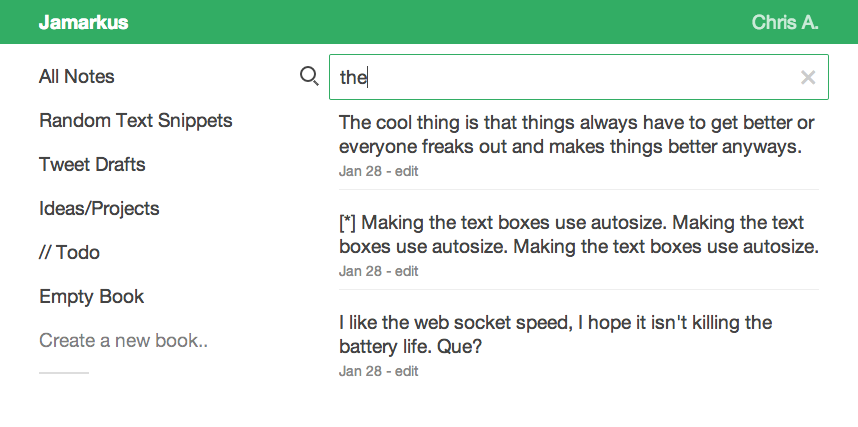 Jamarkus
Chris A.
All Notes
Random Text Snippets
Tweet Drafts
Ideas/Projects
// Todo
Empty Book
Create a new book..
the
The cool thing is that things always have to get better or
everyone freaks out and makes things better anyways.
Jan 28 - edit
[*] Making the text boxes use autosize. Making the text
boxes use autosize. Making the text boxes use autosize.
Jan 28 - edit
I like the web socket speed, I hope it isn't killing the
battery life. Que?
Jan 28 - edit